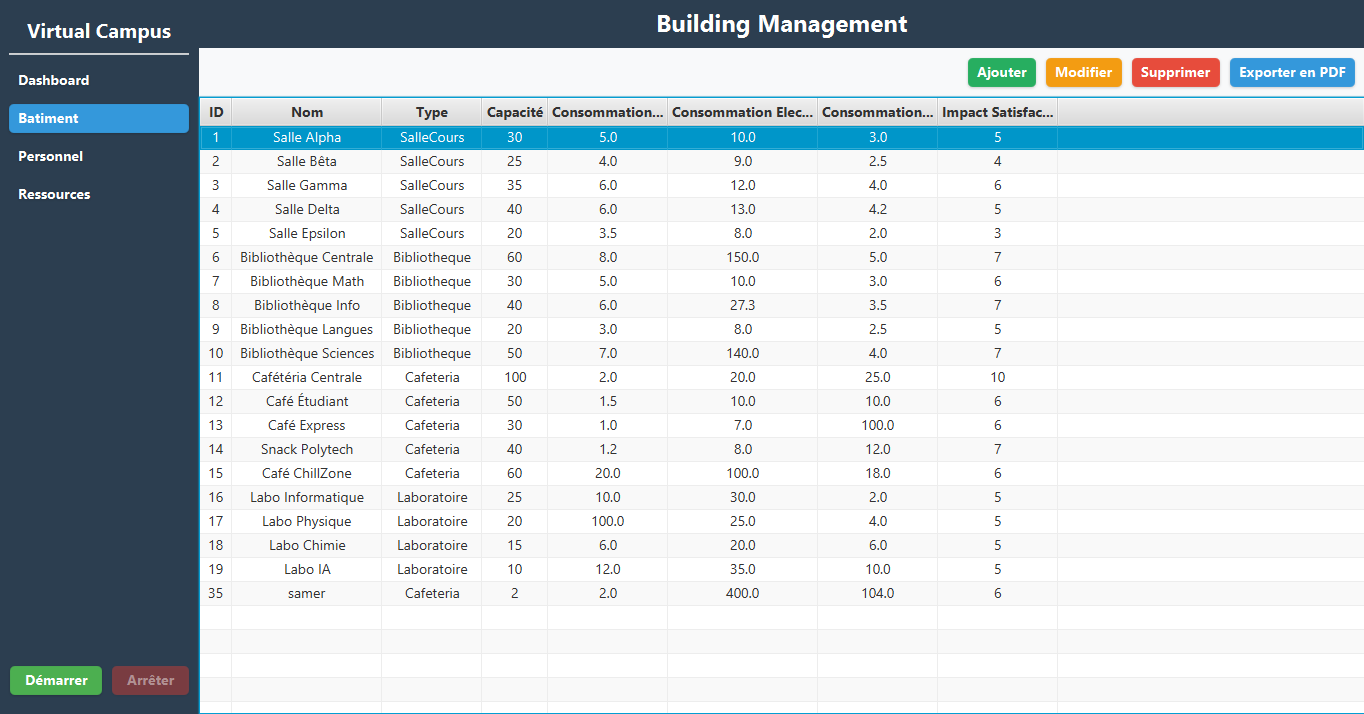 Virtual Campus
Building Management
Dashboard
Batiment
Personnel
Ressources
Ajouter Modifier Supprimer Exporter en PDF
ID Nom Type Capacité Consommation... Consommation Elec... Consommation... Impact Satisfac...
1 Salle Alpha SalleCours 30 5.0 10.0 3.0 5
2 Salle Bêta SalleCours 25 4.0 9.0 2.5 4
3 Salle Gamma SalleCours 35 6.0 12.0 4.0 6
4 Salle Delta SalleCours 40 6.0 13.0 4.2 5
5 Salle Epsilon SalleCours 20 3.5 8.0 2.0 3
6 Bibliothèque Centrale Bibliotheque 60 8.0 150.0 5.0 7
7 Bibliothèque Math Bibliotheque 30 5.0 10.0 3.0 6
8 Bibliothèque Info Bibliotheque 40 6.0 27.3 3.5 7
9 Bibliothèque Langues Bibliotheque 20 3.0 8.0 2.5 5
10 Bibliothèque Sciences Bibliotheque 50 7.0 140.0 4.0 7
11 Cafétéria Centrale Cafeteria 100 2.0 20.0 25.0 10
12 Café Étudiant Cafeteria 50 1.5 10.0 10.0 6
13 Café Express Cafeteria 30 1.0 7.0 100.0 6
14 Snack Polytech Cafeteria 40 1.2 8.0 12.0 7
15 Café ChillZone Cafeteria 60 20.0 100.0 18.0 6
16 Labo Informatique Laboratoire 25 10.0 30.0 2.0 5
17 Labo Physique Laboratoire 20 100.0 25.0 4.0 5
18 Labo Chimie Laboratoire 15 6.0 20.0 6.0 5
19 Labo IA Laboratoire 10 12.0 35.0 10.0 5
35 samer Cafeteria 2 2.0 400.0 104.0 6
Démarrer Arrêter